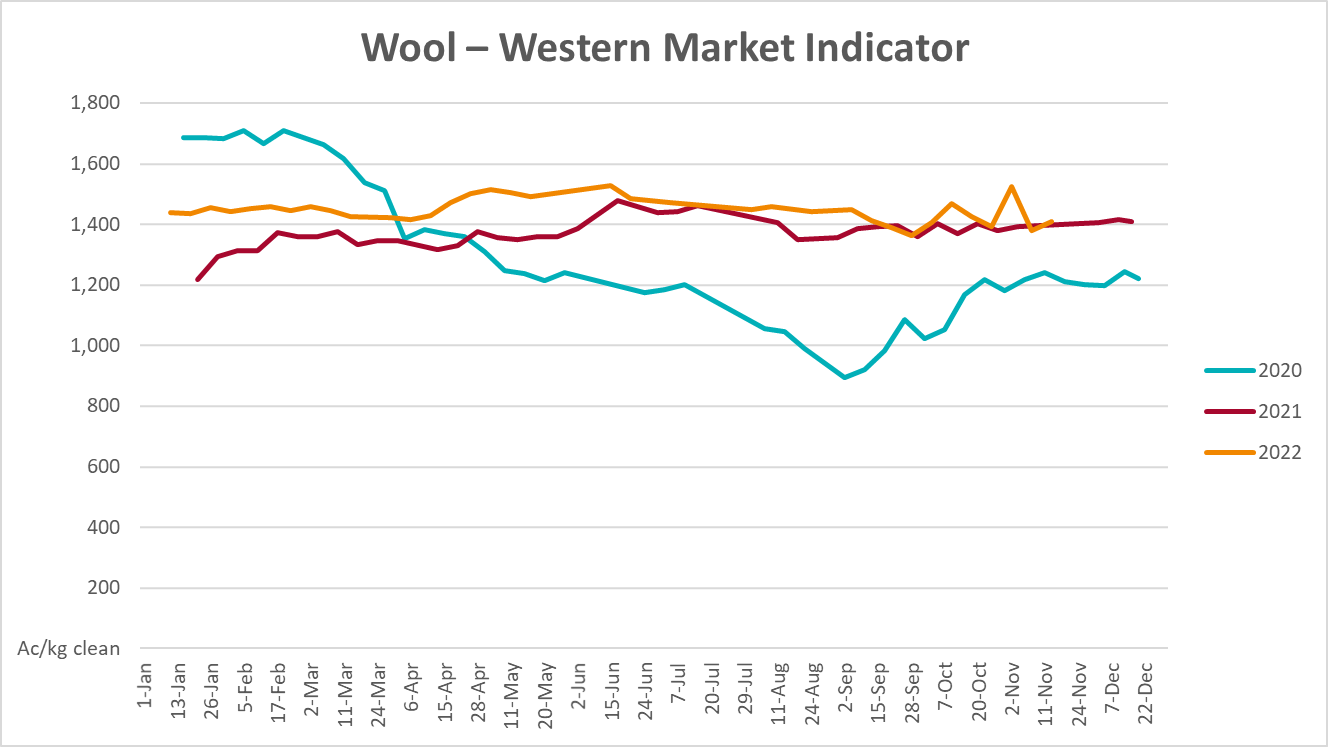 Wool – Western Market Indicator
1,800
1,600
1,400
1,200
1,000
800
600
400
200
Ac/kg clean
1-Jan
13-Jan
26-Jan
5-Feb
17-Feb
2-Mar
11-Mar
24-Mar
6-Apr
19-Apr
28-Apr
11-May
20-May
2-Jun
15-Jun
24-Jun
7-Jul
20-Jul
29-Jul
11-Aug
24-Aug
2-Sep
15-Sep
28-Sep
7-Oct
20-Oct
2-Nov
11-Nov
24-Nov
7-Dec
22-Dec
2020
2021
2022